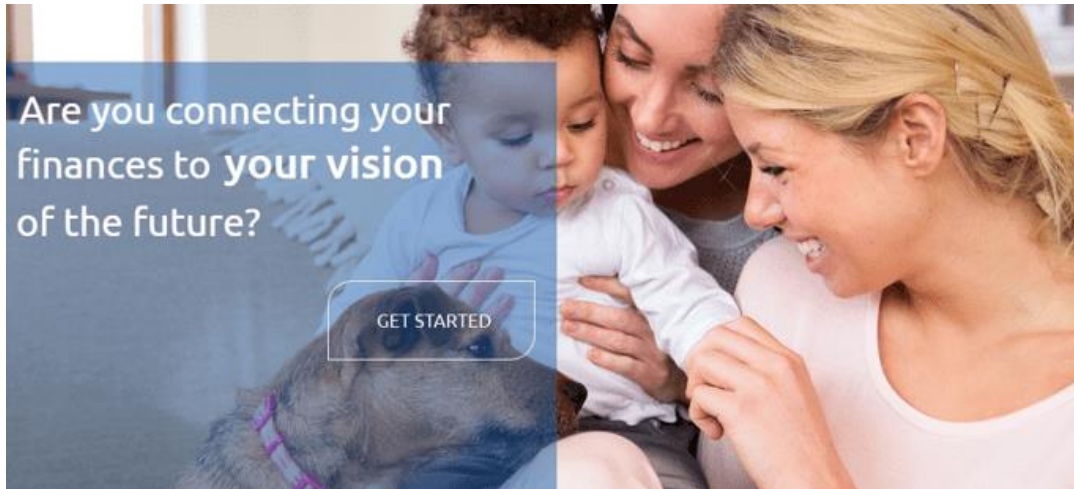 Are you connecting your
finances to your vision
of the future?
GET STARTED